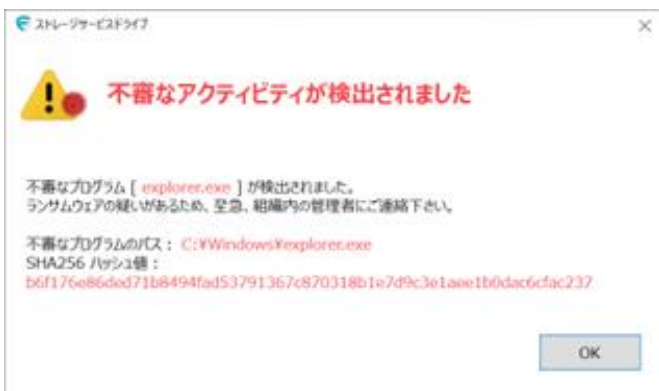 ストレージサービスドライブ
不審なアクティビティが検出されました
不審なプログラム [ explorer.exe ] が検出されました。
ランサムウェアの疑いがあるため、至急、組織内の管理者にご連絡下さい。
不審なプログラムのパス : C:¥Windows¥explorer.exe
SHA256 ハッシュ値 :
b6f176e86ded71b8494fad53791367c870318b1e7d9c3e1aee1b0dac6cfac237
OK